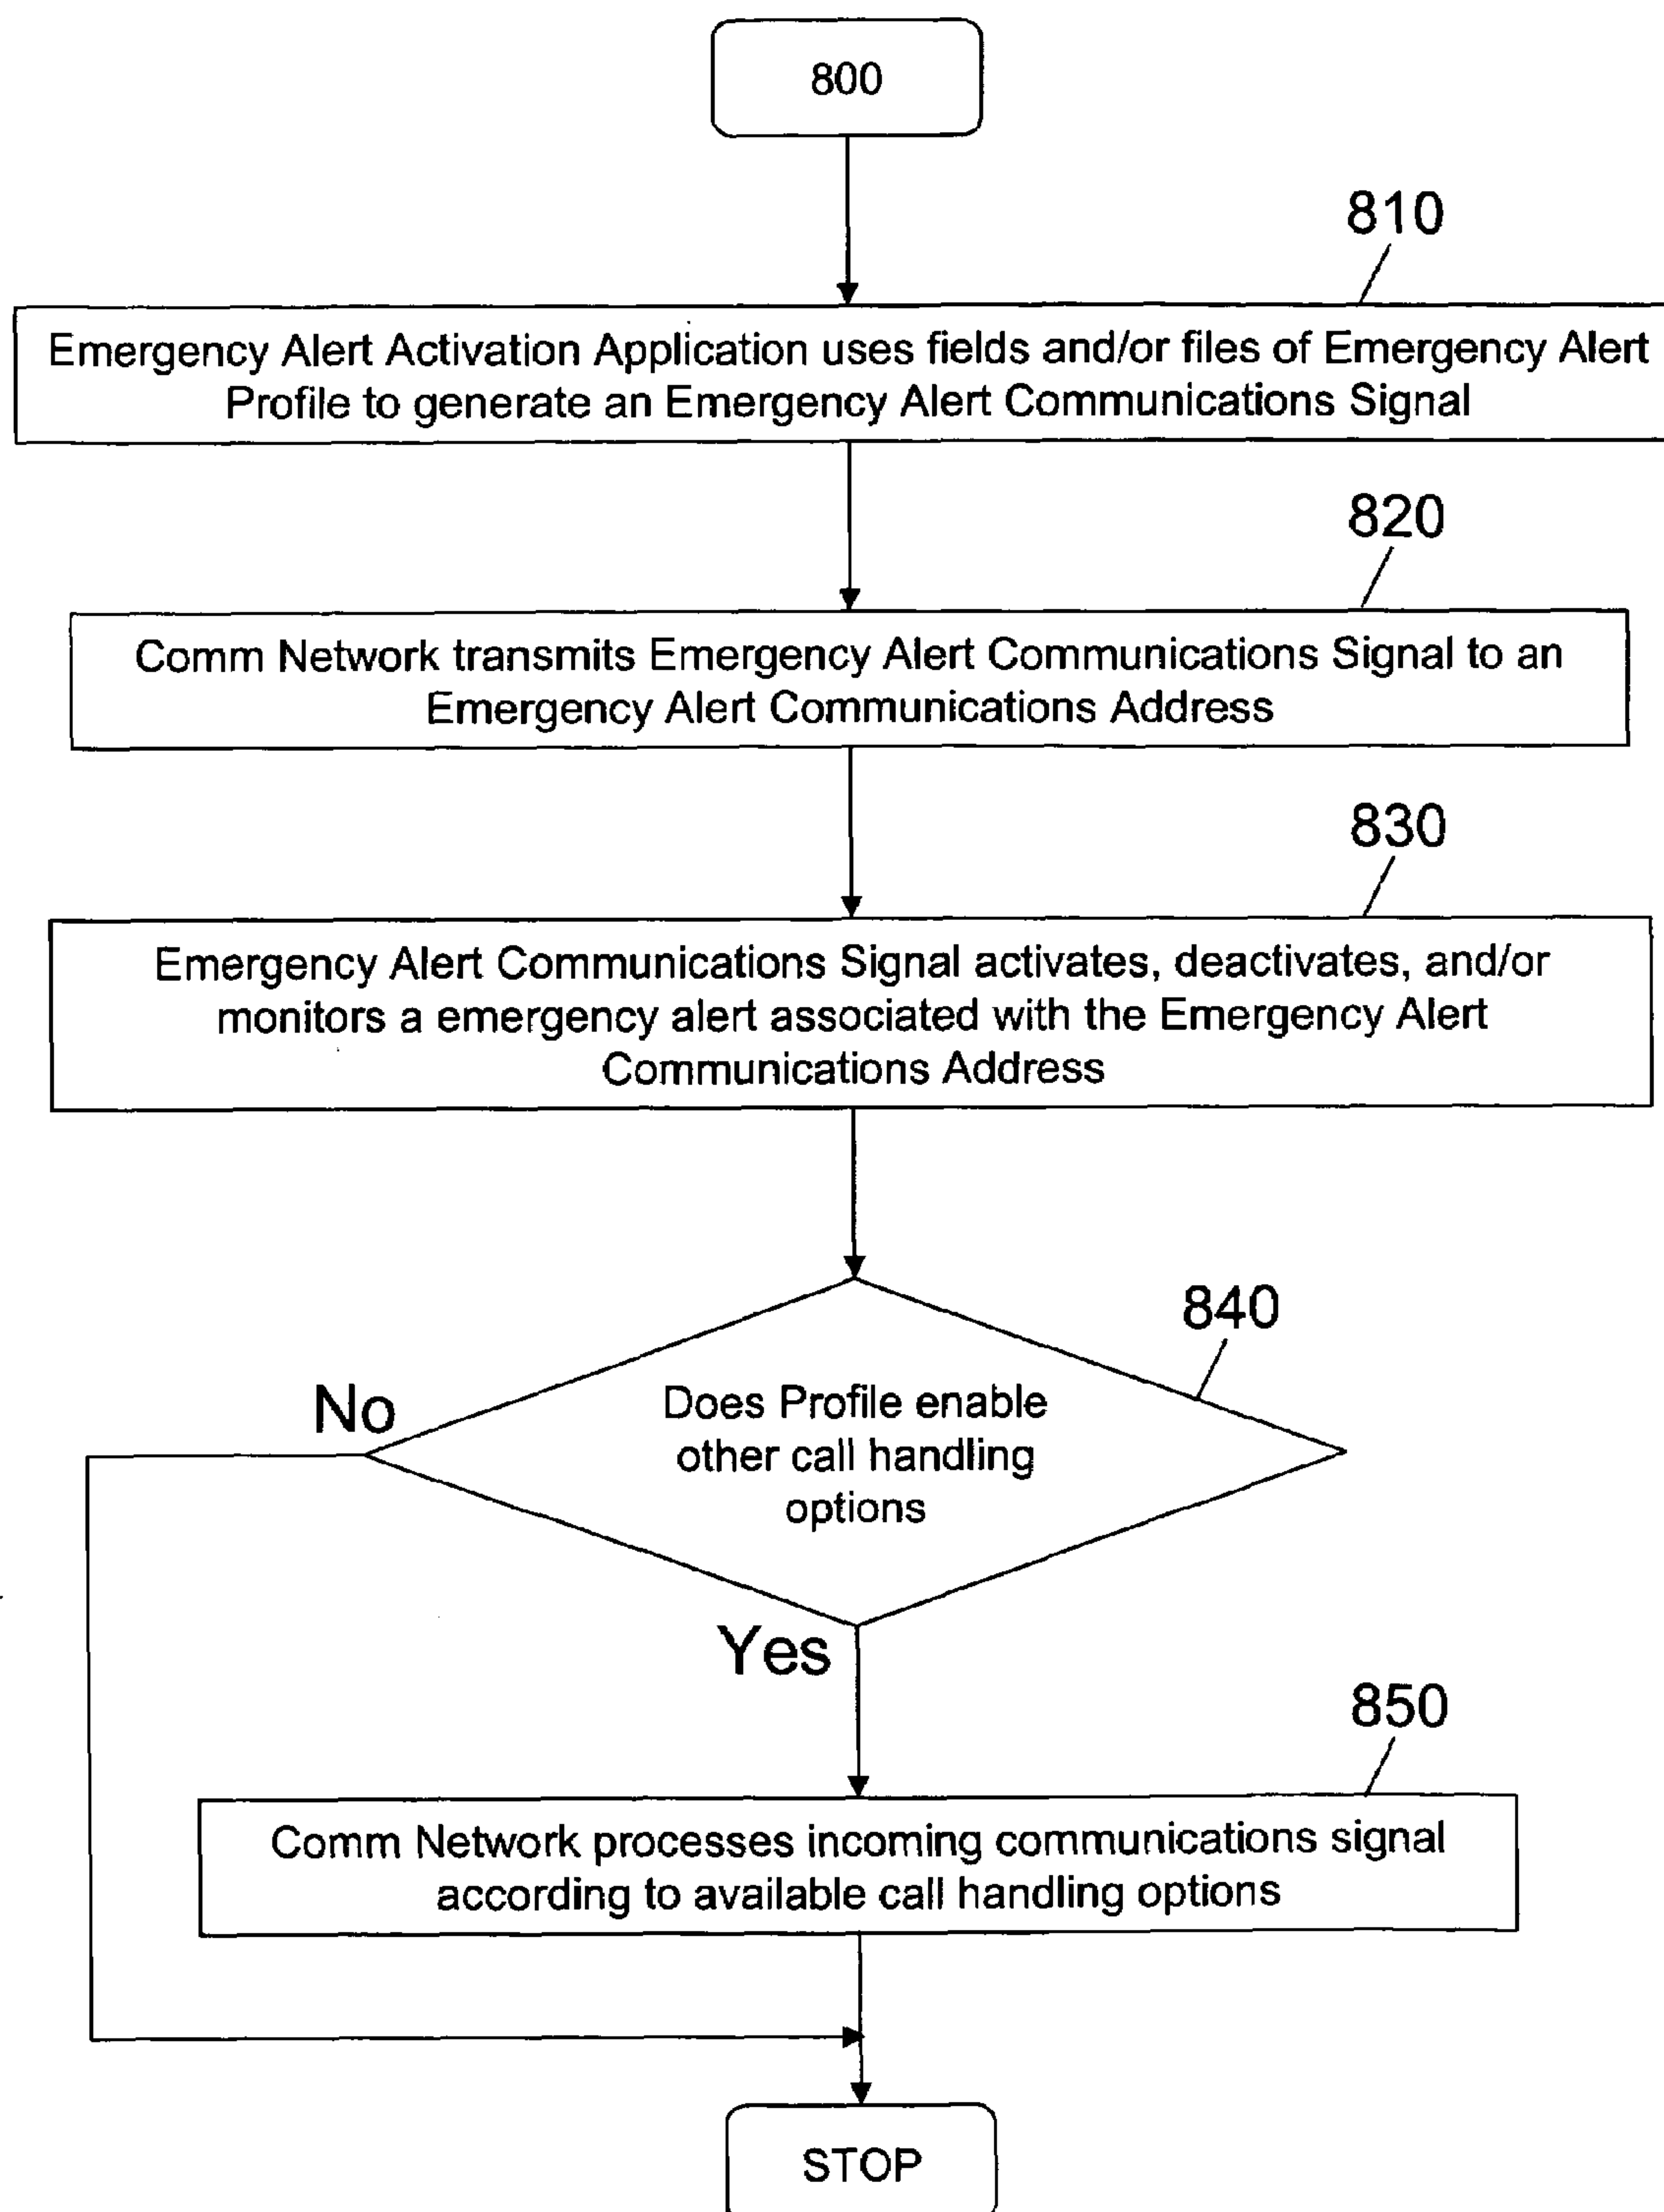 800
810
Emergency Alert Activation Application uses fields and/or files of Emergency Alert
Profile to generate an Emergency Alert Communications Signal
820
Comm Network transmits Emergency Alert Communications Signal to an
Emergency Alert Communications Address
830
Emergency Alert Communications Signal activates, deactivates, and/or
monitors a emergency alert associated with the Emergency Alert
Communications Address
840
No
Does Profile enable
other call handling
options
Yes
850
Comm Network processes incoming communications signal
according to available call handling options
STOP